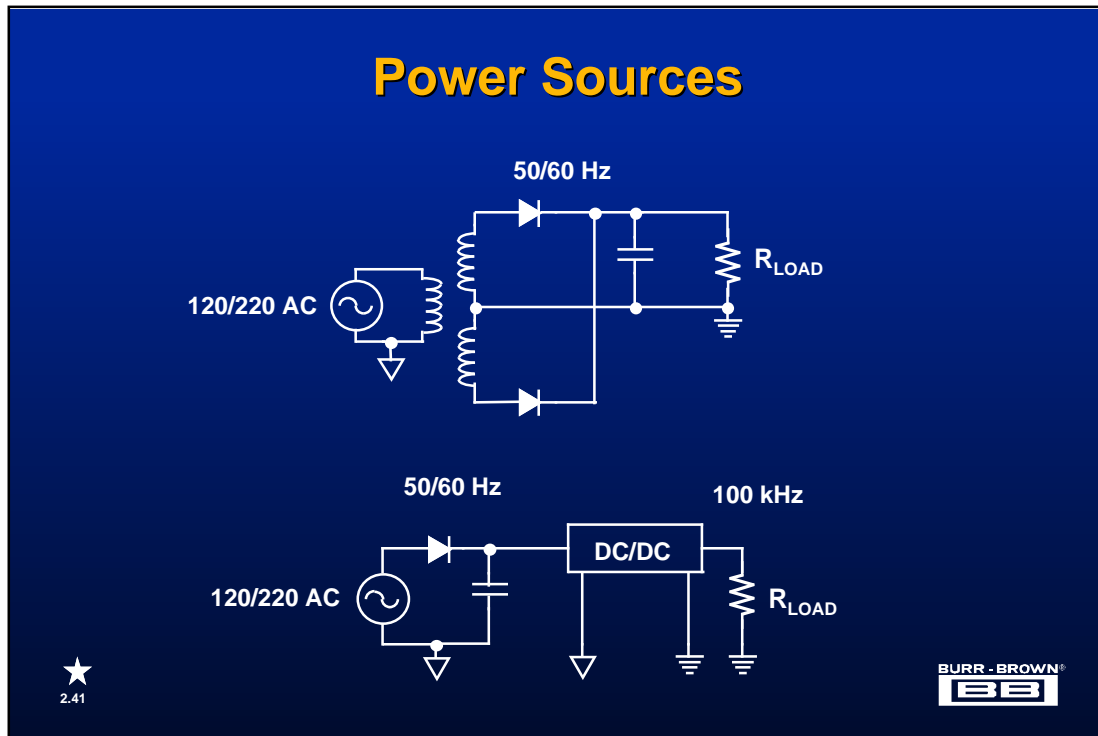 Power Sources
50/60 Hz
120/220 AC
RLOAD
50/60 Hz
100 kHz
DC/DC
120/220 AC
RLOAD
2.41
BURR - BROWN®
BB